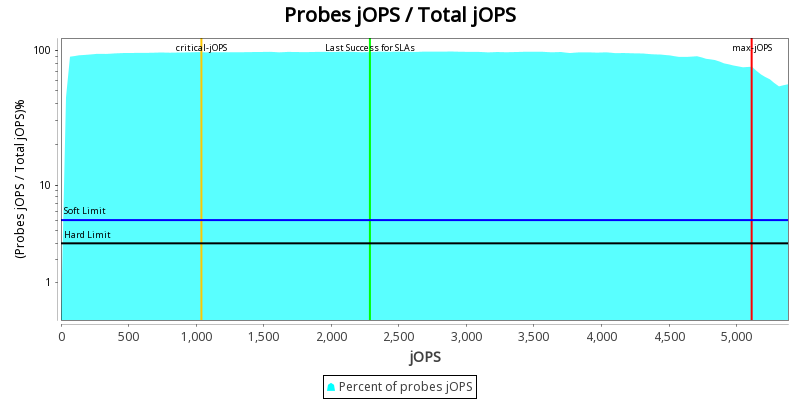 Probes jOPS / Total jOPS
(Probes jOPS / Total jOPS)%
100
10
1
critical-jOPS
Last Success for SLAs
max-jOPS
Soft Limit
Hard Limit
0
500
1,000
1,500
2,000
2,500
3,000
3,500
4,000
4,500
5,000
jOPS
Percent of probes jOPS